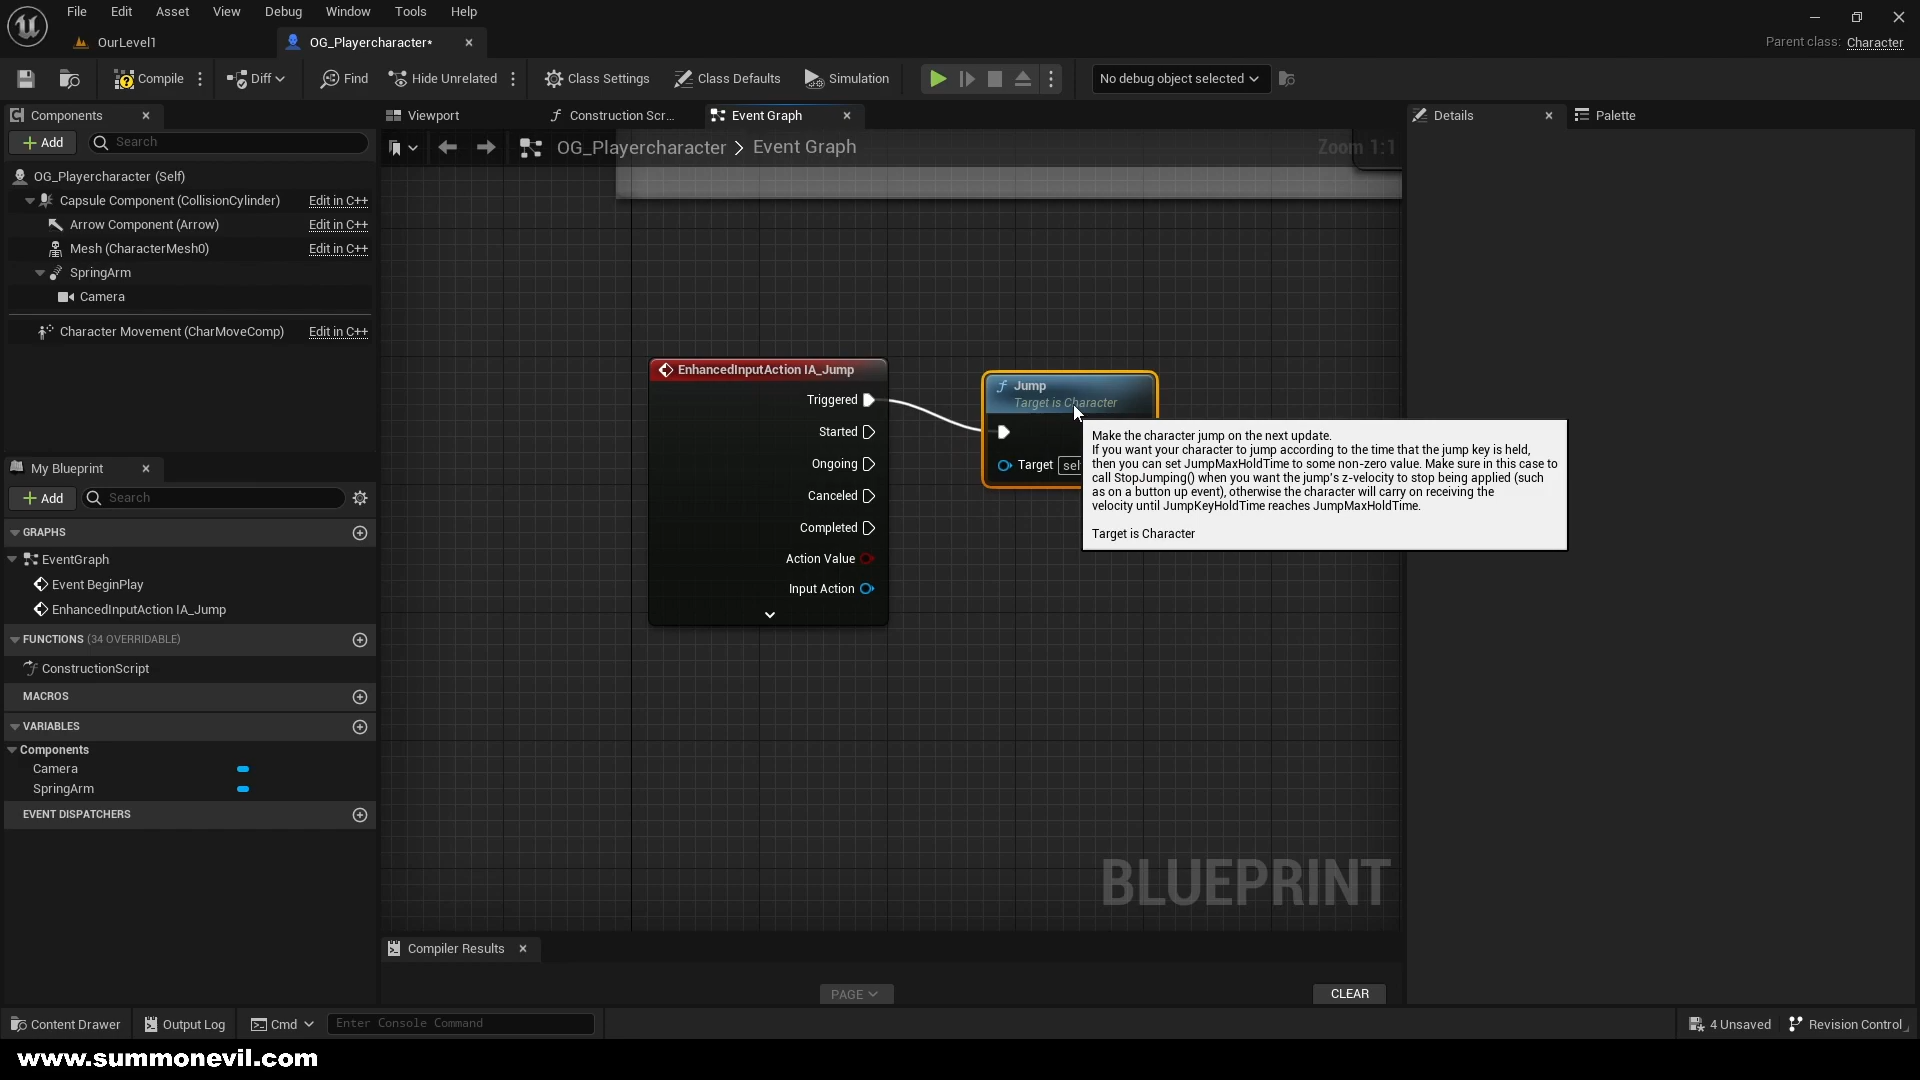 File Edit Asset View Debug Window Tools Help
OurLevel1
OG_Playercharacter*
Parent class: Character
Compile
Diff
Find
Hide Unrelated
Class Settings
Class Defaults
Simulation
No debug object selected
Components
Viewport
Construction Scr...
Event Graph
Details
Palette
Add
Search
OG_Playercharacter > Event Graph
Zoom 1:1
OG_Playercharacter (Self)
Capsule Component (CollisionCylinder) Edit in C++
Arrow Component (Arrow) Edit in C++
Mesh (CharacterMesh0) Edit in C++
SpringArm
Camera
Character Movement (CharMoveComp) Edit in C++
EnhancedInputAction IA_Jump
Triggered
Started
Ongoing
Canceled
Completed
Action Value
Input Action
Jump
Target is Character
Target sel
Make the character jump on the next update.
If you want your character to jump according to the time that the jump key is held,
then you can set JumpMaxHoldTime to some non-zero value. Make sure in this case to
call StopJumping() when you want the jump's z-velocity to stop being applied (such
as on a button up event), otherwise the character will carry on receiving the
velocity until JumpKeyHoldTime reaches JumpMaxHoldTime.
Target is Character
My Blueprint
Add
Search
GRAPHS
EventGraph
Event BeginPlay
EnhancedInputAction IA_Jump
FUNCTIONS (34 OVERRIDABLE)
ConstructionScript
MACROS
VARIABLES
Components
Camera
SpringArm
EVENT DISPATCHERS
BLUEPRINT
Compiler Results
PAGE
CLEAR
Content Drawer
Output Log
Cmd
Enter Console Command
4 Unsaved
Revision Control
www.summonevil.com